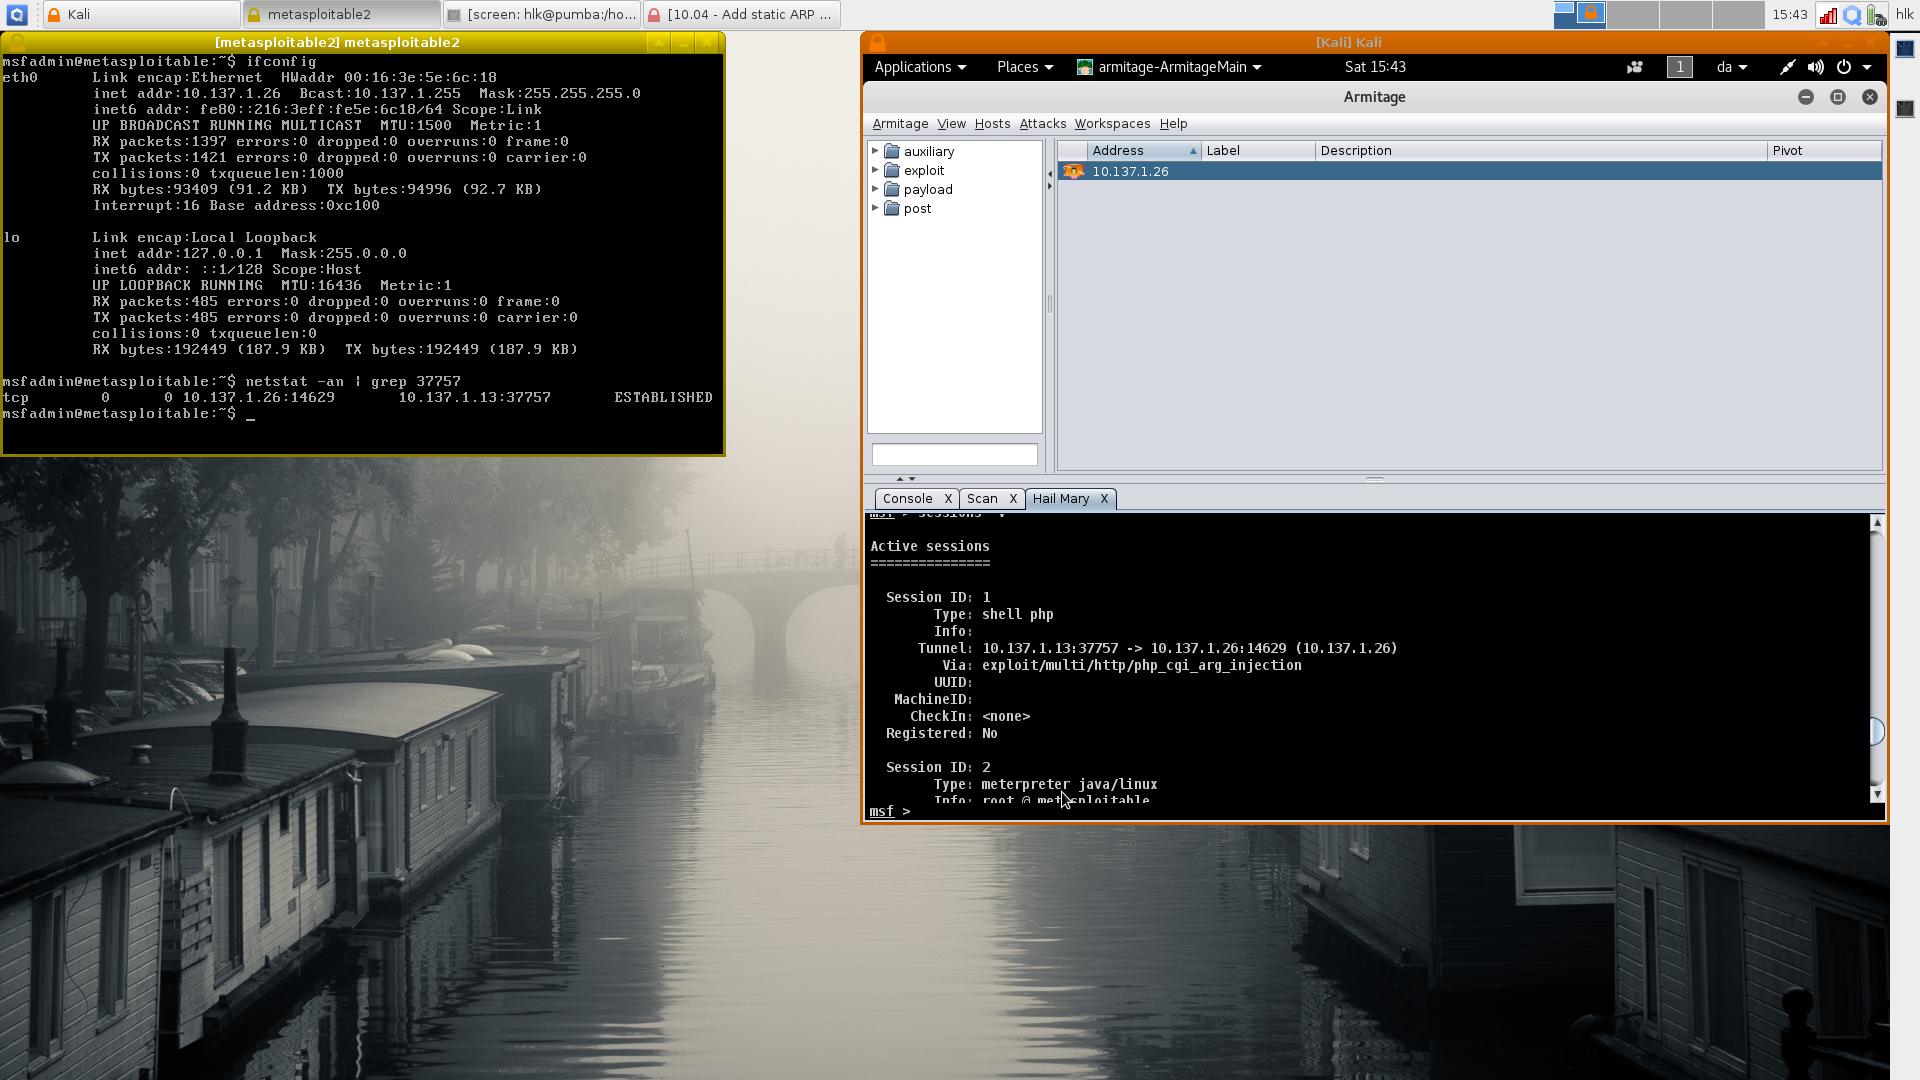 Kali
metasploitable2
[screen: hlk@pumba:/ho...
[10.04 - Add static ARP ...
15:43
hlk
[metasploitable2] metasploitable2
msfadmin@metasploitable:~$ ifconfig
eth0 Link encap:Ethernet HWaddr 00:16:3e:5e:6c:18
inet addr:10.137.1.26 Bcast:10.137.1.255 Mask:255.255.255.0
inet6 addr: fe80::216:3eff:fe5e:6c18/64 Scope:Link
UP BROADCAST RUNNING MULTICAST MTU:1500 Metric:1
RX packets:1397 errors:0 dropped:0 overruns:0 frame:0
TX packets:1421 errors:0 dropped:0 overruns:0 carrier:0
collisions:0 txqueuelen:1000
RX bytes:93409 (91.2 KB) TX bytes:94996 (92.7 KB)
Interrupt:16 Base address:0xc100
lo Link encap:Local Loopback
inet addr:127.0.0.1 Mask:255.0.0.0
inet6 addr: ::1/128 Scope:Host
UP LOOPBACK RUNNING MTU:16436 Metric:1
RX packets:485 errors:0 dropped:0 overruns:0 frame:0
TX packets:485 errors:0 dropped:0 overruns:0 carrier:0
collisions:0 txqueuelen:0
RX bytes:192449 (187.9 KB) TX bytes:192449 (187.9 KB)
msfadmin@metasploitable:~$ netstat -an | grep 37757
tcp 0 0 10.137.1.26:14629 10.137.1.13:37757 ESTABLISHED
msfadmin@metasploitable:~$ _
[Kali] Kali
Applications Places armitage-ArmitageMain Sat 15:43 1 da
Armitage
Armitage View Hosts Attacks Workspaces Help
auxiliary
exploit
payload
post
Address Label Description Pivot
10.137.1.26
Console X Scan X Hail Mary X
msf > sessions -v
Active sessions
===============
Session ID: 1
Type: shell php
Info:
Tunnel: 10.137.1.13:37757 -> 10.137.1.26:14629 (10.137.1.26)
Via: exploit/multi/http/php_cgi_arg_injection
UUID:
MachineID:
CheckIn: <none>
Registered: No
Session ID: 2
Type: meterpreter java/linux
Info: root @ metasploitable
msf >